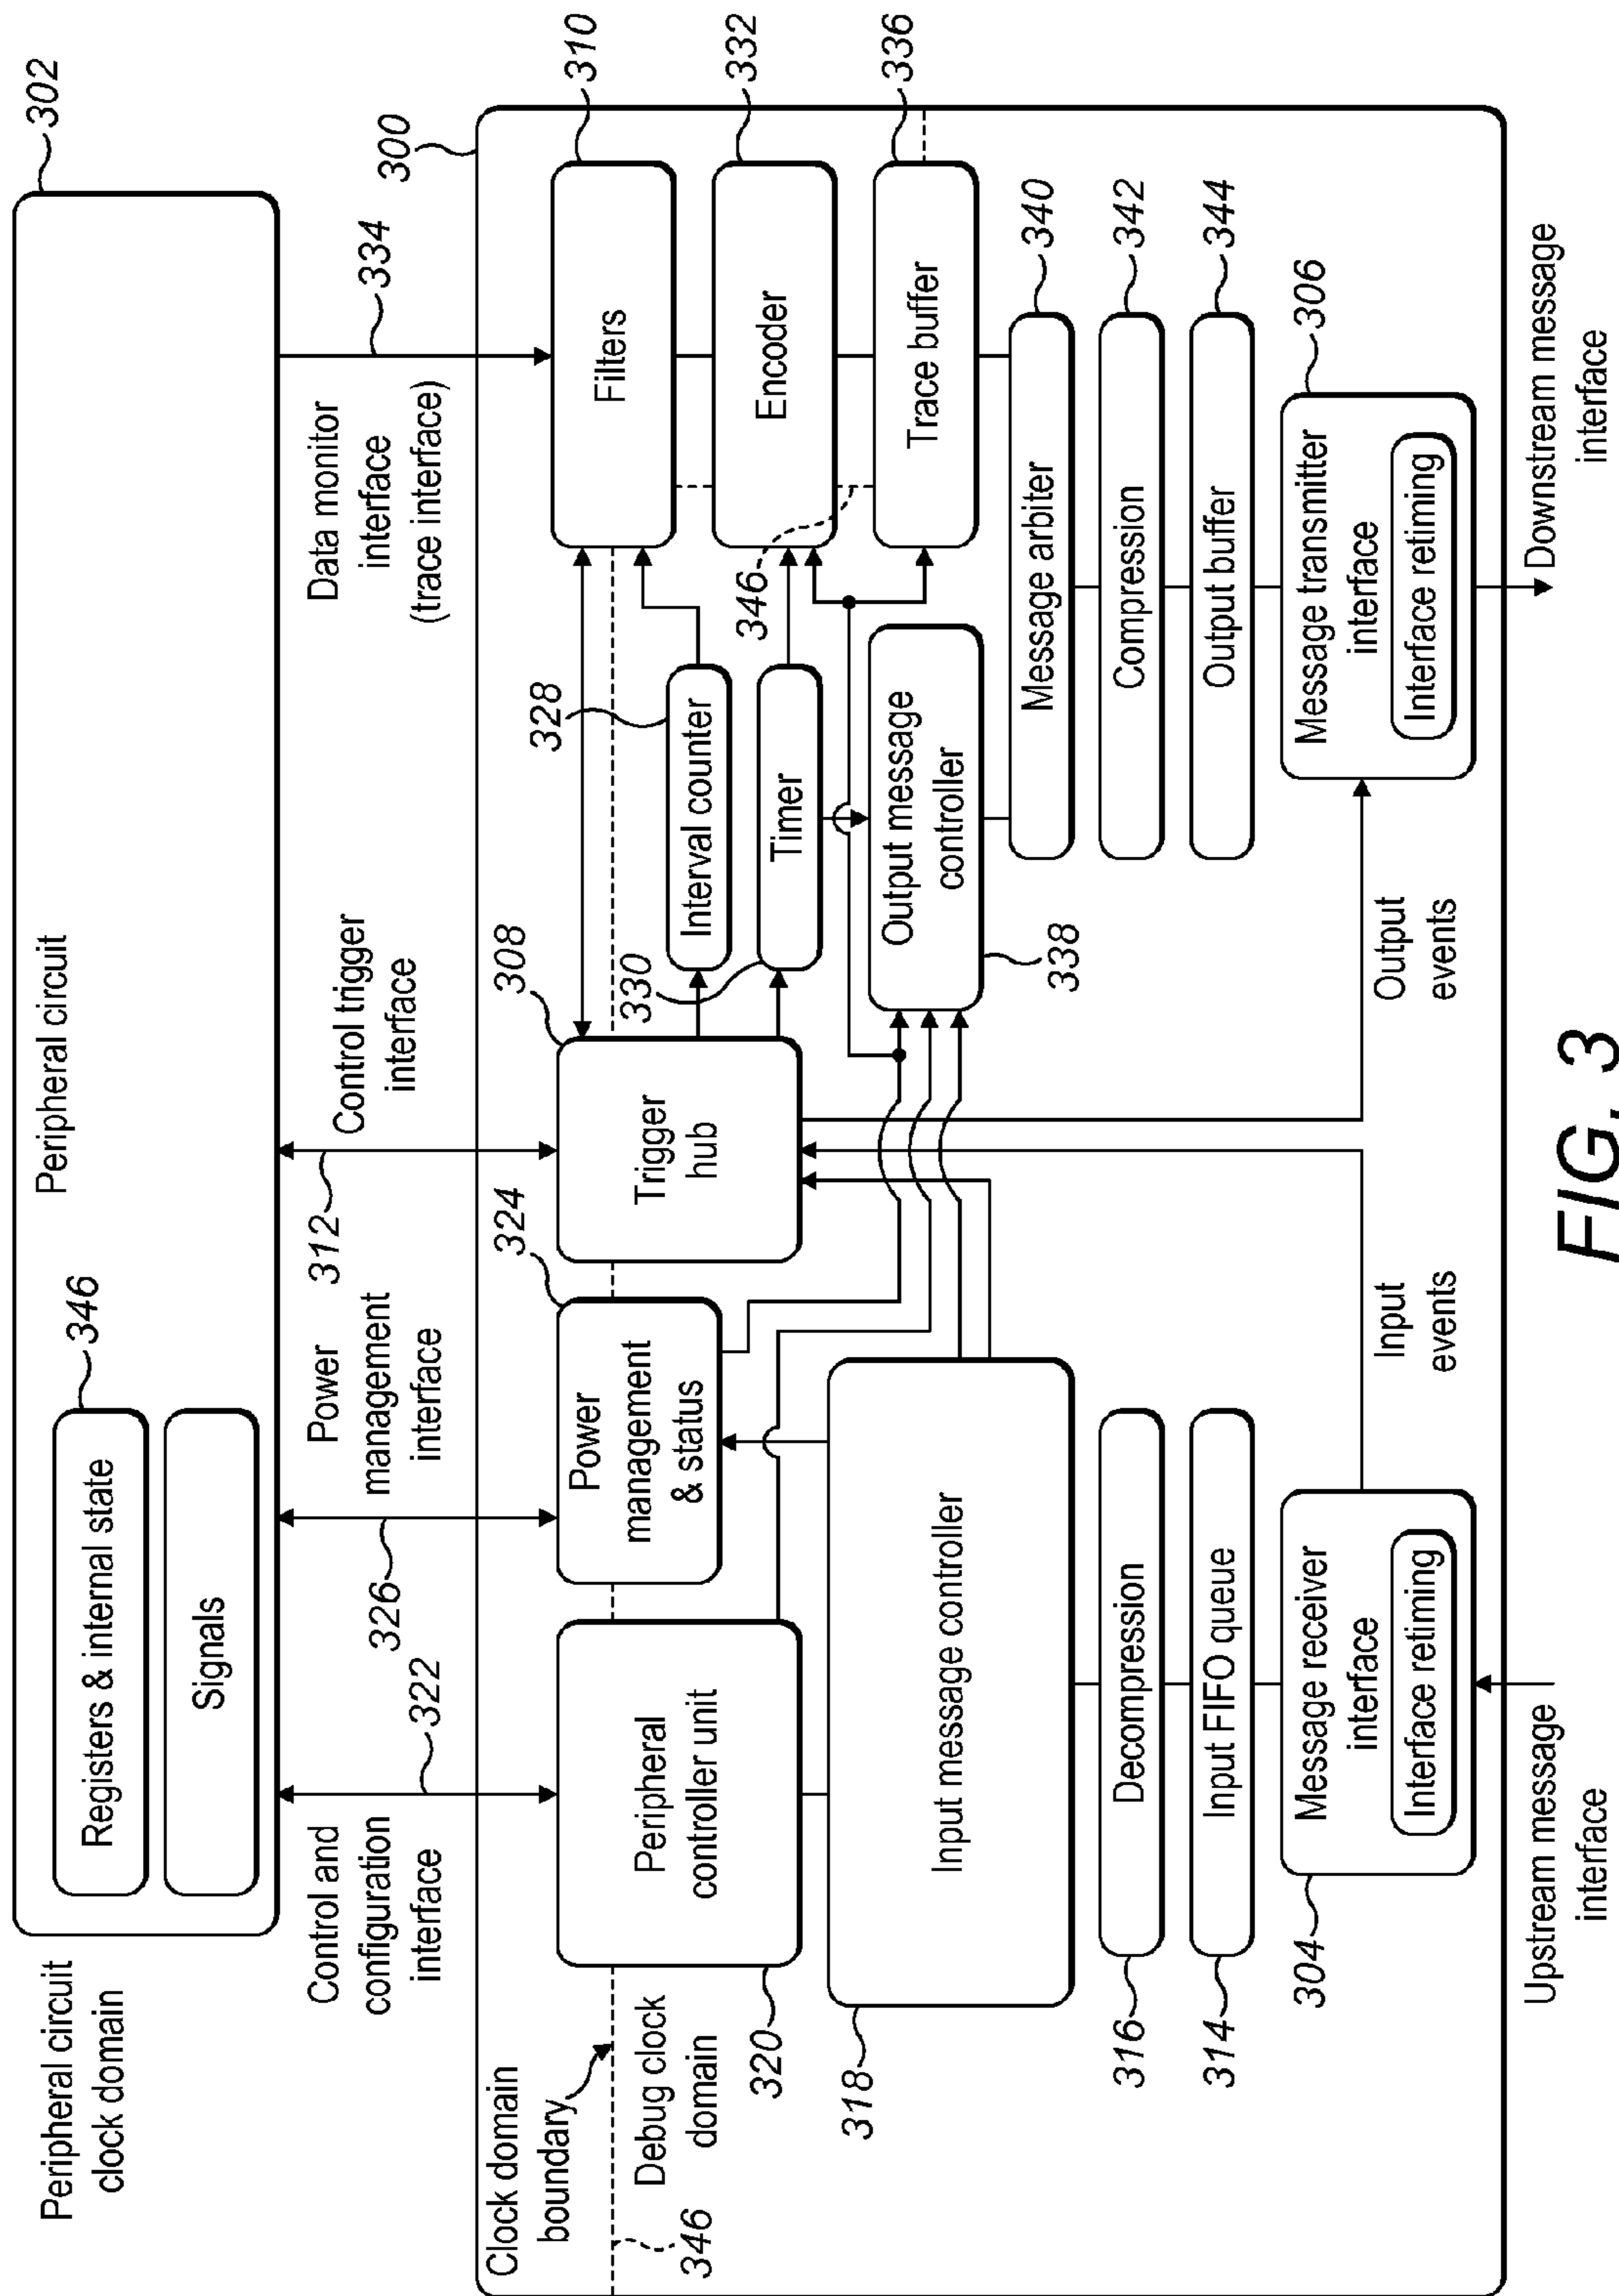 Peripheral circuit
clock domain
Peripheral circuit
302
Registers & internal state
346
Signals
Control and
configuration
interface
322
Power
management
interface
326
Control trigger
interface
312
Data monitor
interface
(trace interface)
334
300
Clock domain
boundary
Debug clock
domain
346
Peripheral
controller unit
320
Power
management
& status
324
Trigger
hub
308
328
Interval counter
330
Timer
Filters
310
Encoder
332
346
Trace buffer
336
Input message controller
318
Output message
controller
338
Message arbiter
340
Decompression
316
Compression
342
Input FIFO queue
314
Output buffer
344
Message receiver
interface
Interface retiming
304
Input
events
Output
events
Message transmitter
interface
Interface retiming
306
Upstream message
interface
Downstream message
interface
FIG. 3